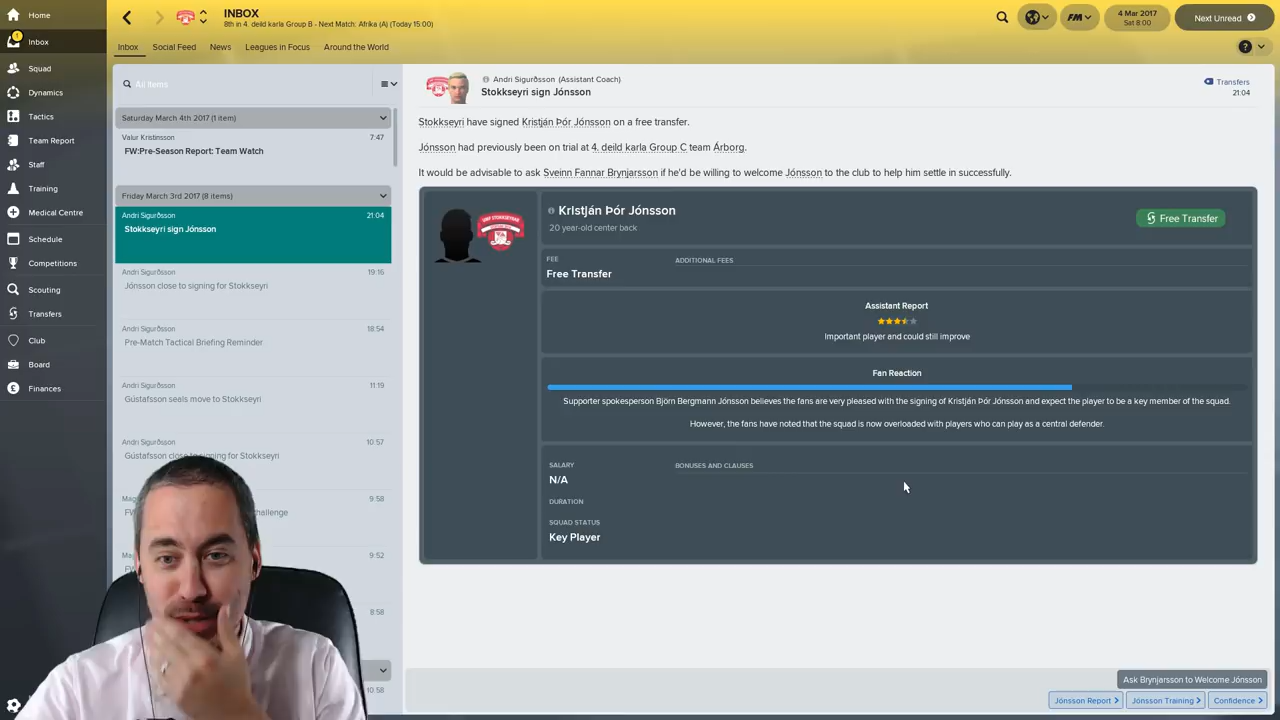 Home
Inbox
Squad
Dynamics
Tactics
Team Report
Staff
Training
Medical Centre
Schedule
Competitions
Scouting
Transfers
Club
Board
Finances
INBOX
8th in 4. deild karla Group B - Next Match: Afríka (A) (Today 15:00)
FM
4 Mar 2017
Sat 8:00
Next Unread
Inbox
Social Feed
News
Leagues in Focus
Around the World
?
All Items
Saturday March 4th 2017 (1 item)
Valur Kristinsson
7:47
FW:Pre-Season Report: Team Watch
Friday March 3rd 2017 (8 items)
Andri Sigurðsson
21:04
Stokkseyri sign Jónsson
Andri Sigurðsson
19:16
Jónsson close to signing for Stokkseyri
Andri Sigurðsson
18:54
Pre-Match Tactical Briefing Reminder
Andri Sigurðsson
11:19
Gústafsson seals move to Stokkseyri
Andri Sigurðsson
10:57
Gústafsson close to signing for Stokkseyri
9:58
challenge
9:52
8:58
10:58
Andri Sigurðsson (Assistant Coach)
Stokkseyri sign Jónsson
Transfers
21:04
Stokkseyri have signed Kristján Þór Jónsson on a free transfer.
Jónsson had previously been on trial at 4. deild karla Group C team Árborg.
It would be advisable to ask Sveinn Fannar Brynjarsson if he'd be willing to welcome Jónsson to the club to help him settle in successfully.
Kristján Þór Jónsson
20 year-old center back
Free Transfer
FEE
Free Transfer
ADDITIONAL FEES
Assistant Report
Important player and could still improve
Fan Reaction
Supporter spokesperson Björn Bergmann Jónsson believes the fans are very pleased with the signing of Kristján Þór Jónsson and expect the player to be a key member of the squad.
However, the fans have noted that the squad is now overloaded with players who can play as a central defender.
SALARY
N/A
BONUSES AND CLAUSES
DURATION
SQUAD STATUS
Key Player
Ask Brynjarsson to Welcome Jónsson
Jónsson Report
Jónsson Training
Confidence